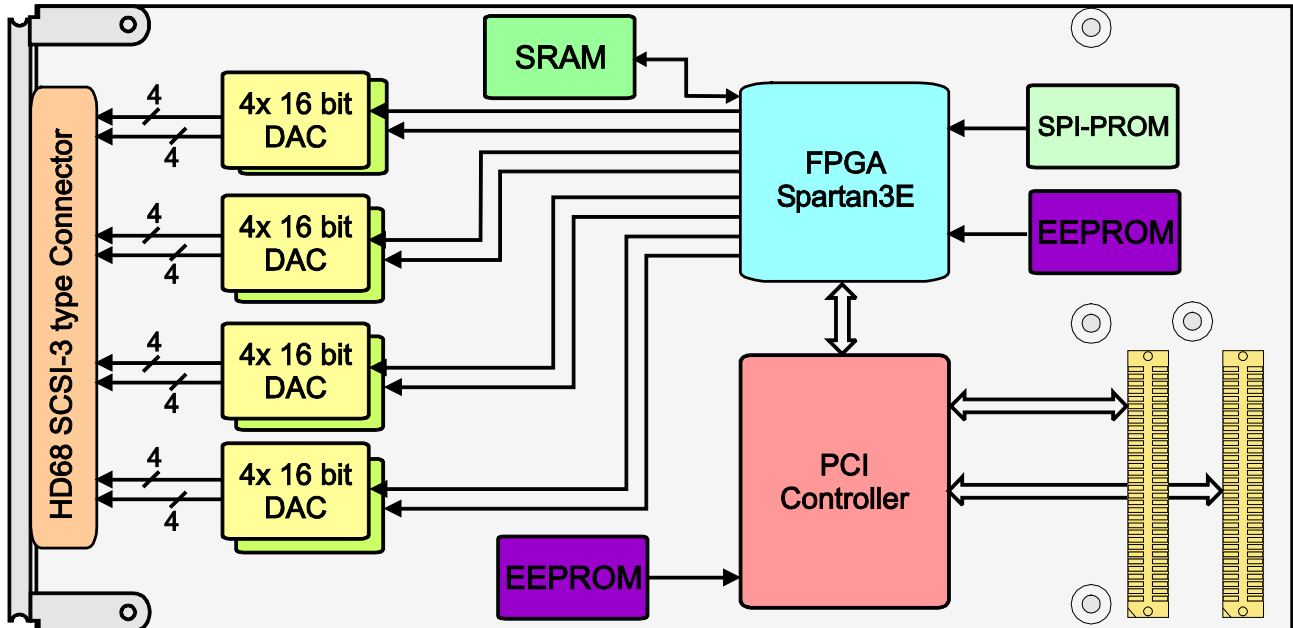 SRAM
4
4x 16 bit
DAC
4
FPGA
Spartan3E
SPI-PROM
EEPROM
HD68 SCSI-3 type Connector
4
4x 16 bit
DAC
4
4
4x 16 bit
DAC
4
4
4x 16 bit
DAC
4
PCI
Controller
EEPROM